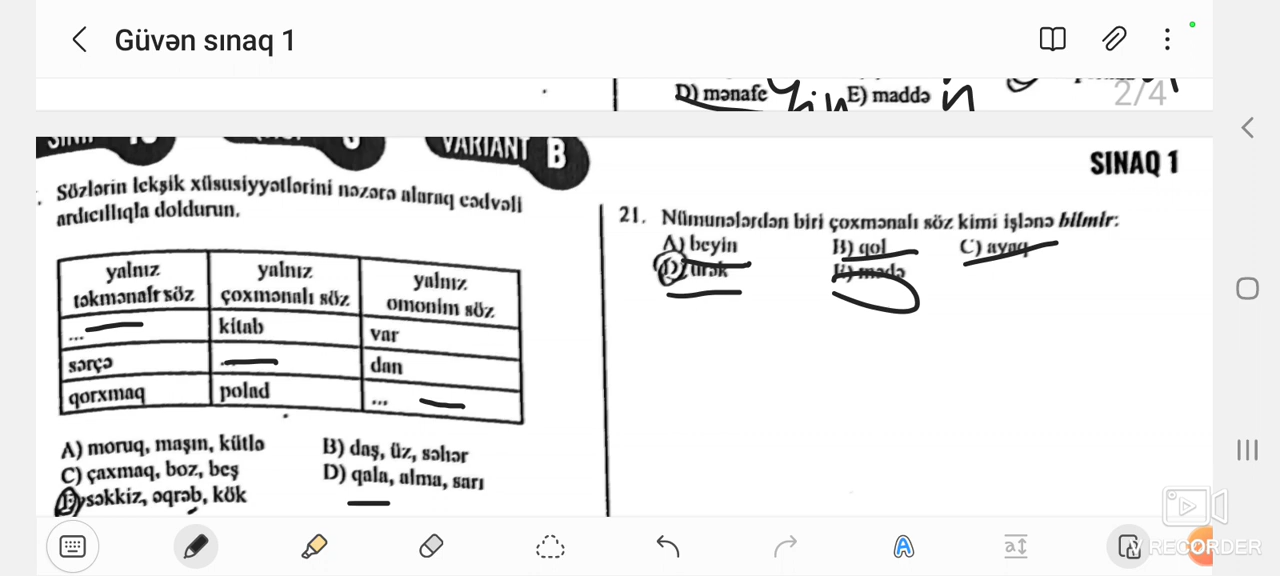 Güvən sınaq 1
D) mənafe E) maddə
2/4
VARIANT B
SINAQ 1
Sözlərin leksik xüsusiyyətlərini nəzərə alaraq cədvəli
ardıcıllıqla doldurun.
yalnız təkmənalı söz
yalnız çoxmənalı söz
yalnız omonim söz
... kitab var
sərçə dan
qorxmaq polad ...
A) moruq, maşın, kütlə B) daş, üz, səhər
C) çaxmaq, boz, beş D) qala, alma, sarı
səkkiz, əqrəb, kök
21. Nümunələrdən biri çoxmənalı söz kimi işlənə bilmir:
A) beyin B) qol C) ayaq
D) ürək E) mədə
RECORDER